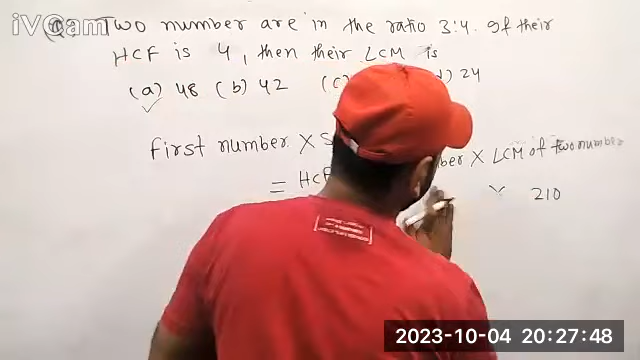 iVCam
Two number are in the ratio 3:4. If their
HCF is 4, then their LCM is
(a) 48 (b) 42 (c) d) 24
First number × S ber × LCM of two number
= HCF × 210
2023-10-04 20:27:48